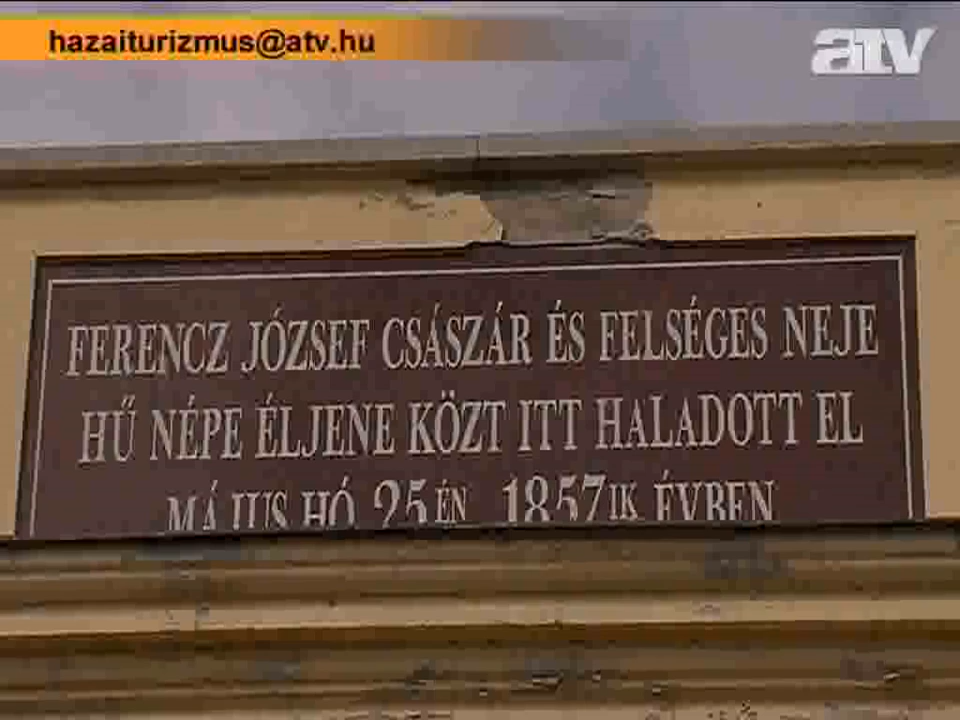 hazaiturizmus@atv.hu
atv
FERENCZ JÓZSEF CSÁSZÁR ÉS FELSÉGES NEJE
HŰ NÉPE ÉLJENE KÖZT ITT HALADOTT EL
MÁJUS HÓ 25ÉN 1857IK ÉVBEN